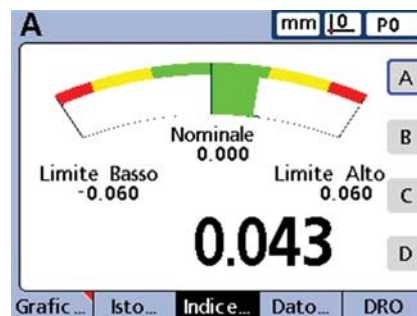 A mm 0 P0
A
Nominale
0.000
B
Limite Basso
-0.060
Limite Alto
0.060
C
0.043
D
Grafic... Isto... Indice... Dato... DRO